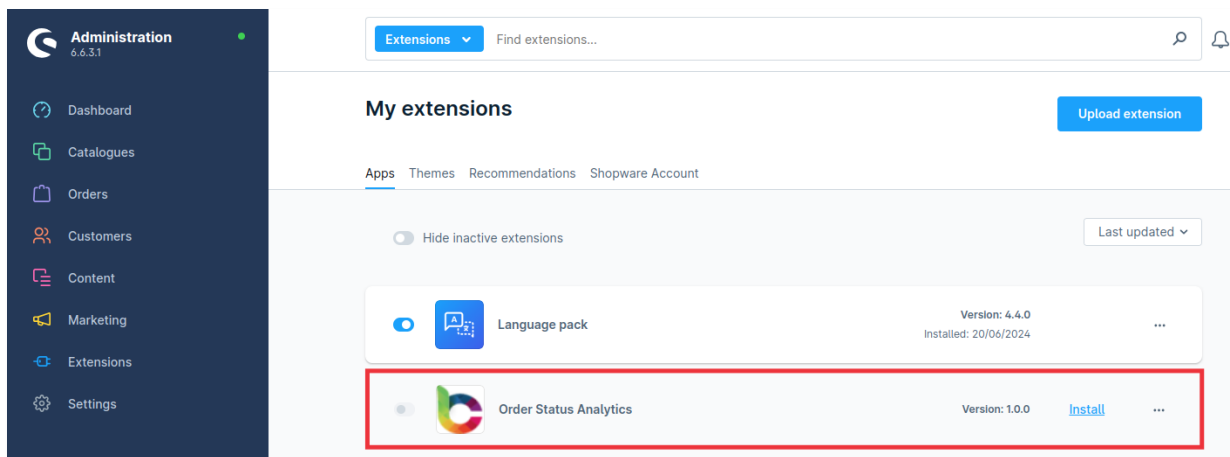 Administration
6.6.3.1
Dashboard
Catalogues
Orders
Customers
Content
Marketing
Extensions
Settings
Extensions Find extensions...
My extensions
Upload extension
Apps Themes Recommendations Shopware Account
Hide inactive extensions
Last updated
A
Language pack
Version: 4.4.0
Installed: 20/06/2024
...
Order Status Analytics
Version: 1.0.0
Install
...